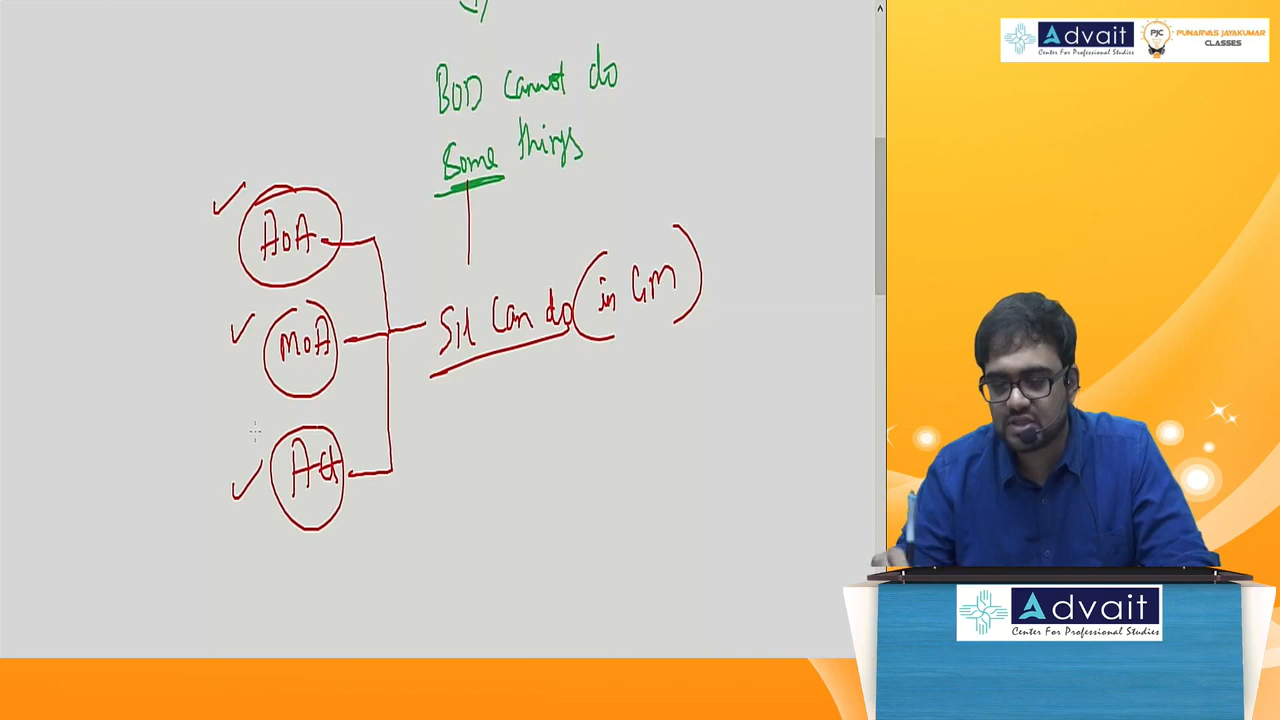 BOD cannot do
some things
AOA
SH can do (in GM)
MOA
Act
Advait
Center For Professional Studies
PJC
PUNARVAS JAYAKUMAR
CLASSES
Advait
Center For Professional Studies